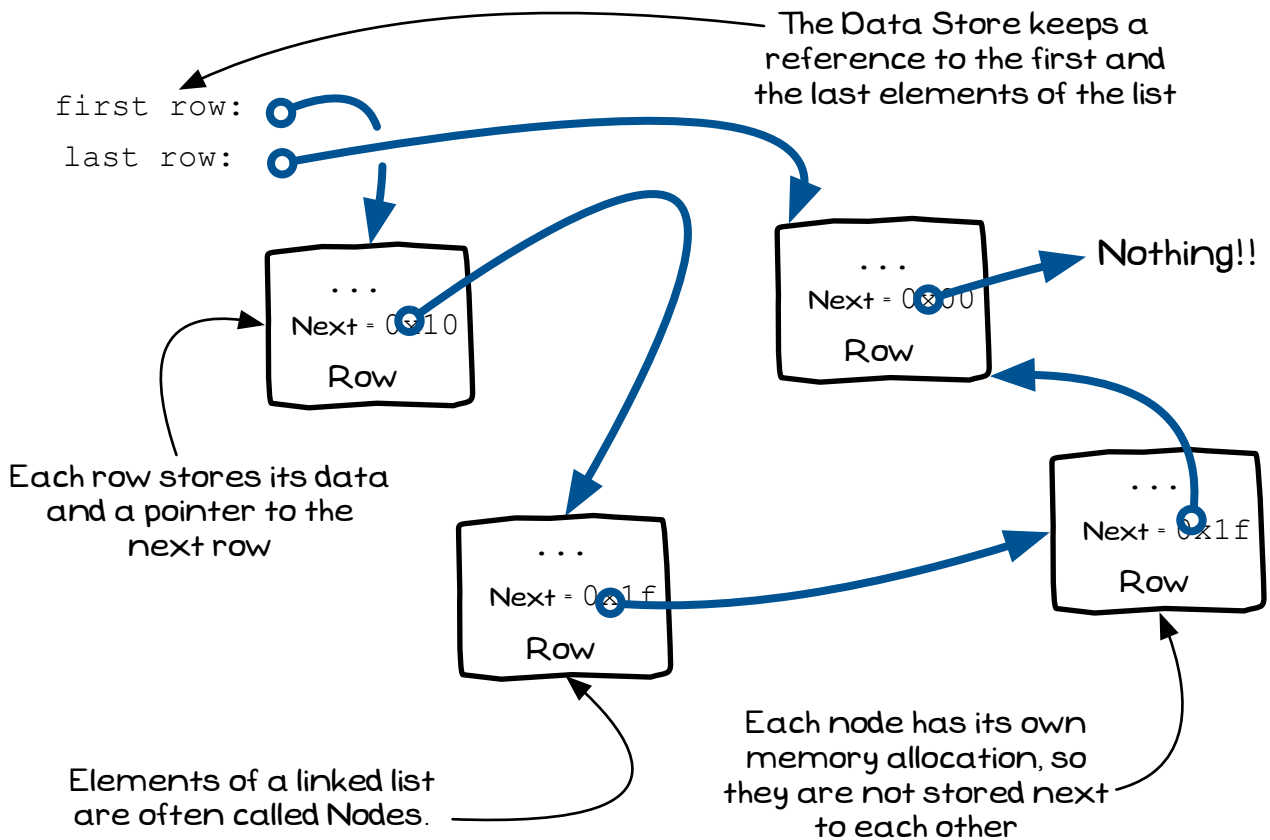 The Data Store keeps a
reference to the first and
the last elements of the list
first row:
last row:
...
Next = 0x10
Row
...
Next = 0x00
Row
Nothing!!
Each row stores its data
and a pointer to the
next row
...
Next = 0x1f
Row
...
Next = 0x1f
Row
Elements of a linked list
are often called Nodes.
Each node has its own
memory allocation, so
they are not stored next
to each other